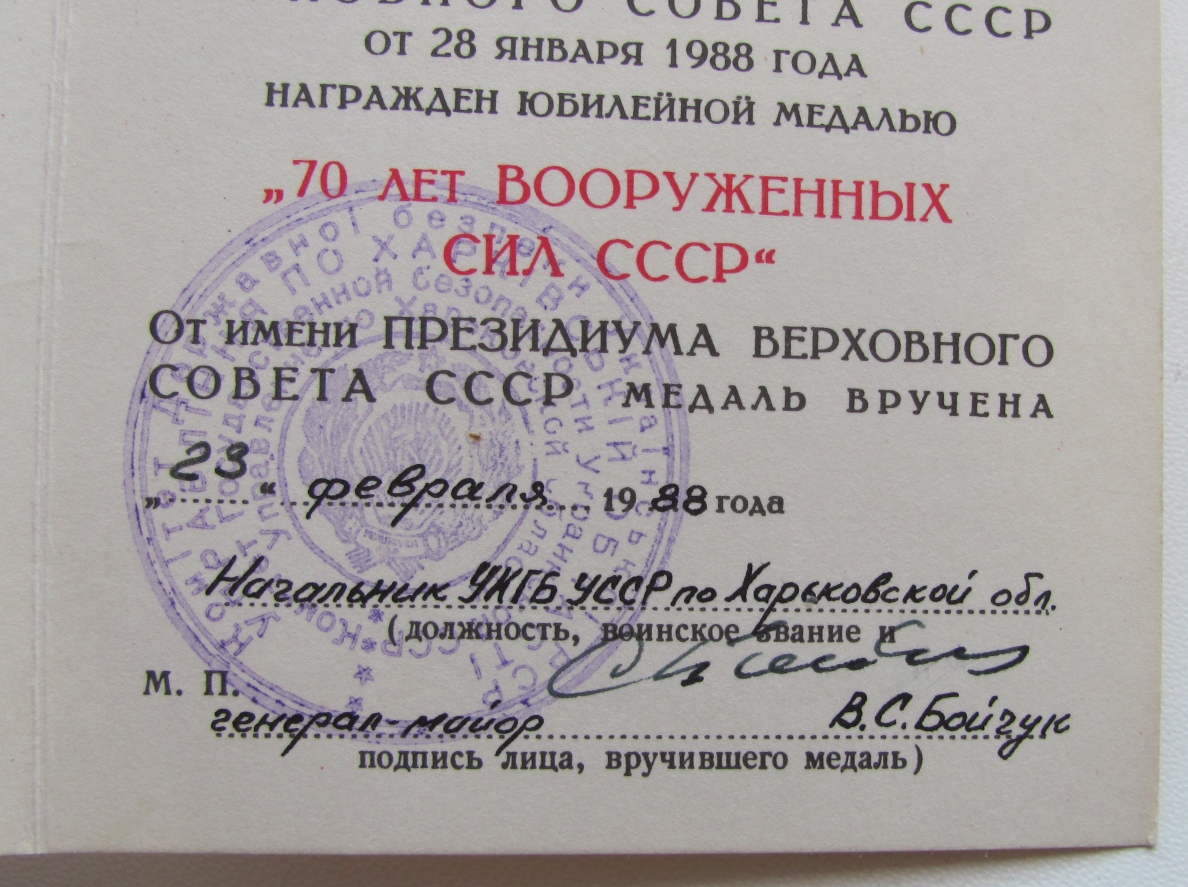 СОВЕТА СССР
ОТ 28 ЯНВАРЯ 1988 ГОДА
НАГРАЖДЕН ЮБИЛЕЙНОЙ МЕДАЛЬЮ
„70 ЛЕТ ВООРУЖЕННЫХ
СИЛ СССР“
От имени ПРЕЗИДИУМА ВЕРХОВНОГО
СОВЕТА СССР МЕДАЛЬ ВРУЧЕНА
„23“ февраля 1988 года
Начальник УКГБ УССР по Харьковской обл.
(должность, воинское звание и
М. П.
генерал-майор В.С.Бойчук
подпись лица, вручившего медаль)